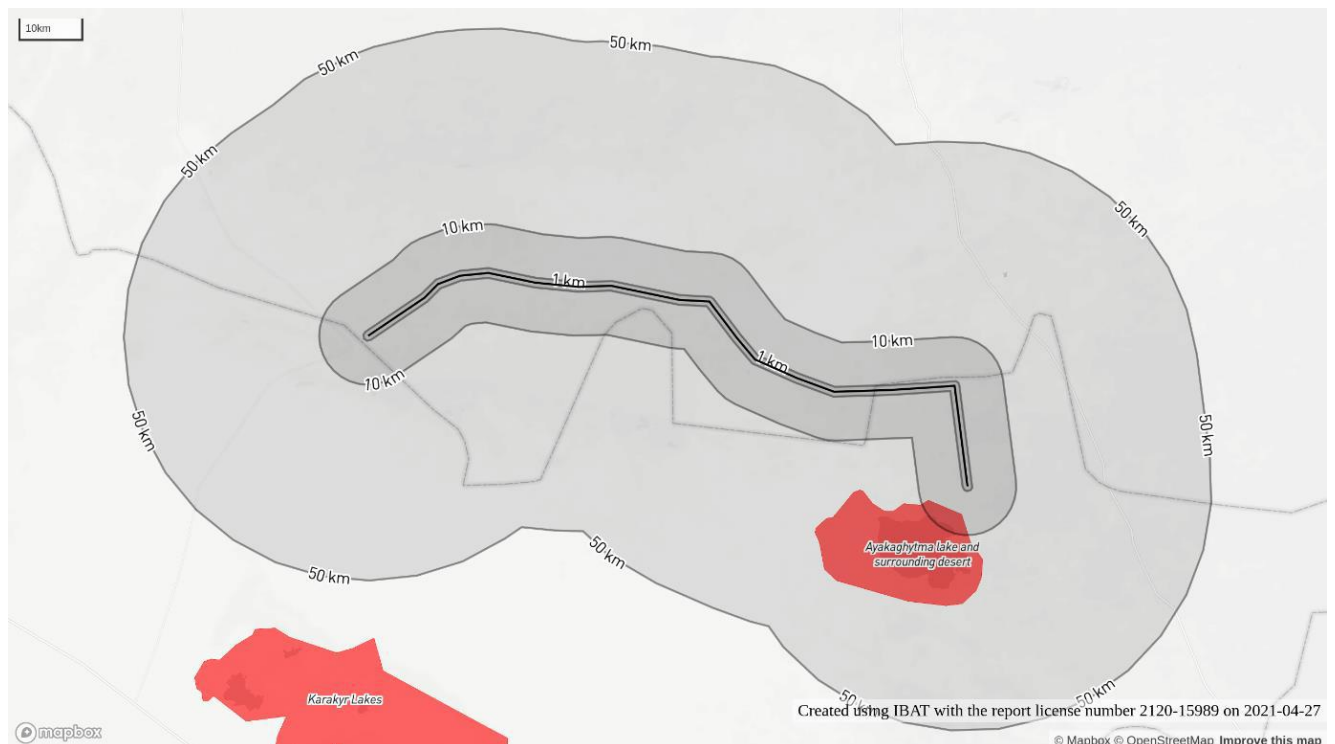 10km
50 km
50 km
50 km
50 km
10 km
1 km
10 km
1 km
10 km
50 km
50 km
50 km
50 km
Ayakaghytma lake and
surrounding desert
Karakyr Lakes
50 km
50 km
Created using IBAT with the report license number 2120-15989 on 2021-04-27
mapbox
© Mapbox © OpenStreetMap Improve this map